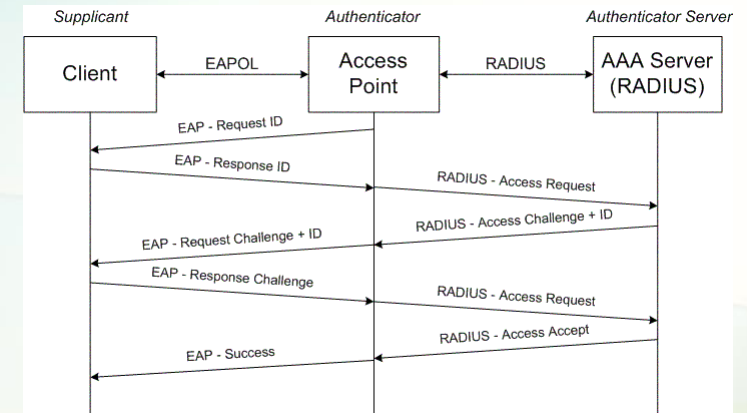 Supplicant
Authenticator
Authenticator Server
Client
EAPOL
Access
Point
RADIUS
AAA Server
(RADIUS)
EAP - Request ID
EAP - Response ID
RADIUS - Access Request
RADIUS - Access Challenge + ID
EAP - Request Challenge + ID
EAP - Response Challenge
RADIUS - Access Request
RADIUS - Access Accept
EAP - Success